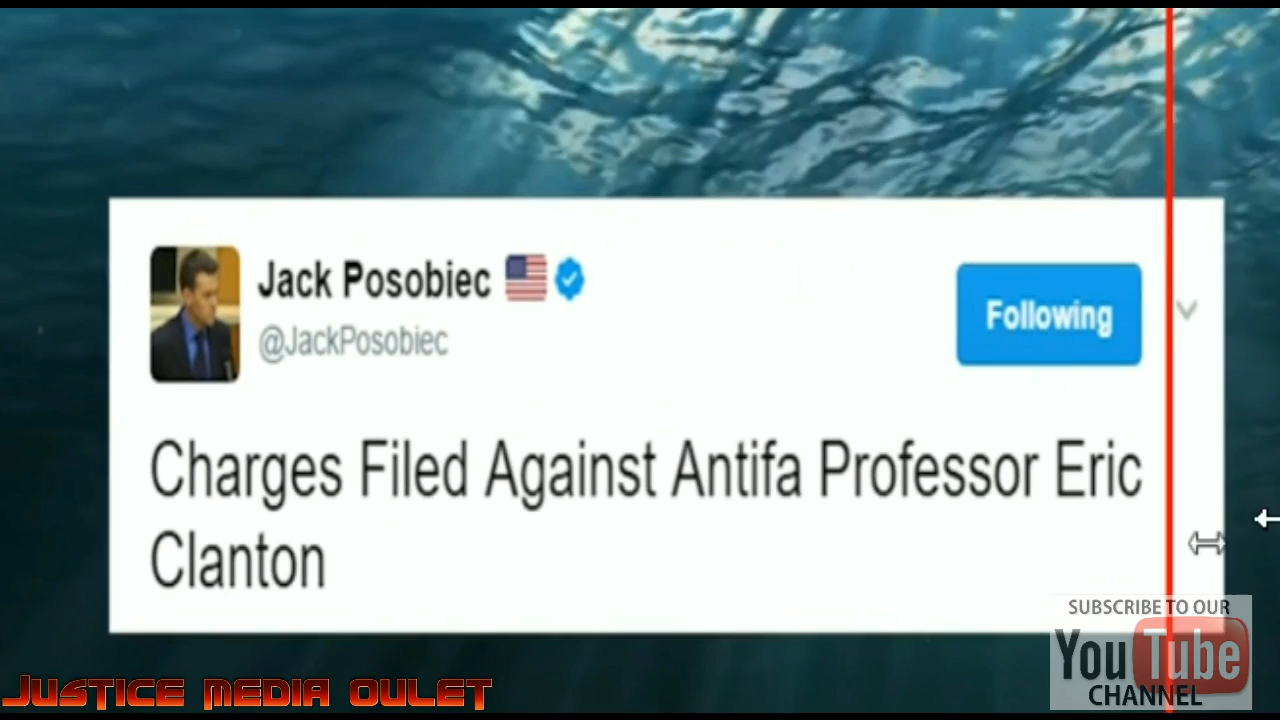 Jack Posobiec
@JackPosobiec
Following
Charges Filed Against Antifa Professor Eric
Clanton
SUBSCRIBE TO OUR
YouTube
CHANNEL
JUSTICE MEDIA OULET